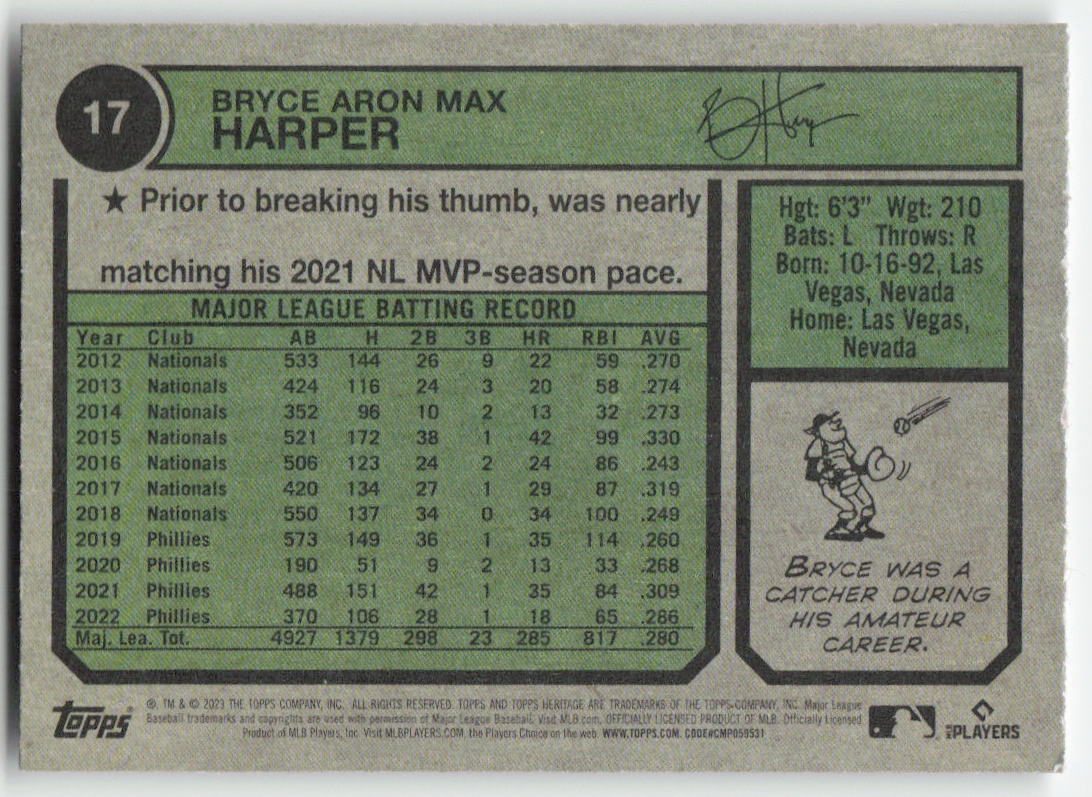 17
BRYCE ARON MAX
HARPER
★ Prior to breaking his thumb, was nearly
matching his 2021 NL MVP-season pace.
MAJOR LEAGUE BATTING RECORD
Year Club AB H 2B 3B HR RBI AVG
2012 Nationals 533 144 26 9 22 59 .270
2013 Nationals 424 116 24 3 20 58 .274
2014 Nationals 352 96 10 2 13 32 .273
2015 Nationals 521 172 38 1 42 99 .330
2016 Nationals 506 123 24 2 24 86 .243
2017 Nationals 420 134 27 1 29 87 .319
2018 Nationals 550 137 34 0 34 100 .249
2019 Phillies 573 149 36 1 35 114 .260
2020 Phillies 190 51 9 2 13 33 .268
2021 Phillies 488 151 42 1 35 84 .309
2022 Phillies 370 106 28 1 18 65 .286
Maj. Lea. Tot. 4927 1379 298 23 285 817 .280
Hgt: 6'3" Wgt: 210
Bats: L Throws: R
Born: 10-16-92, Las
Vegas, Nevada
Home: Las Vegas,
Nevada
BRYCE WAS A
CATCHER DURING
HIS AMATEUR
CAREER.
Topps
®, TM & © 2023 THE TOPPS COMPANY, INC. ALL RIGHTS RESERVED. TOPPS AND TOPPS HERITAGE ARE TRADEMARKS OF THE TOPPS COMPANY, INC. Major League
Baseball trademarks and copyrights are used with permission of Major League Baseball. Visit MLB.com. OFFICIALLY LICENSED PRODUCT OF MLB. Officially Licensed
Product of MLB Players, Inc. Visit MLBPLAYERS.COM, the Players Choice on the web. WWW.TOPPS.COM. CODE#CMP059531
MLB PLAYERS